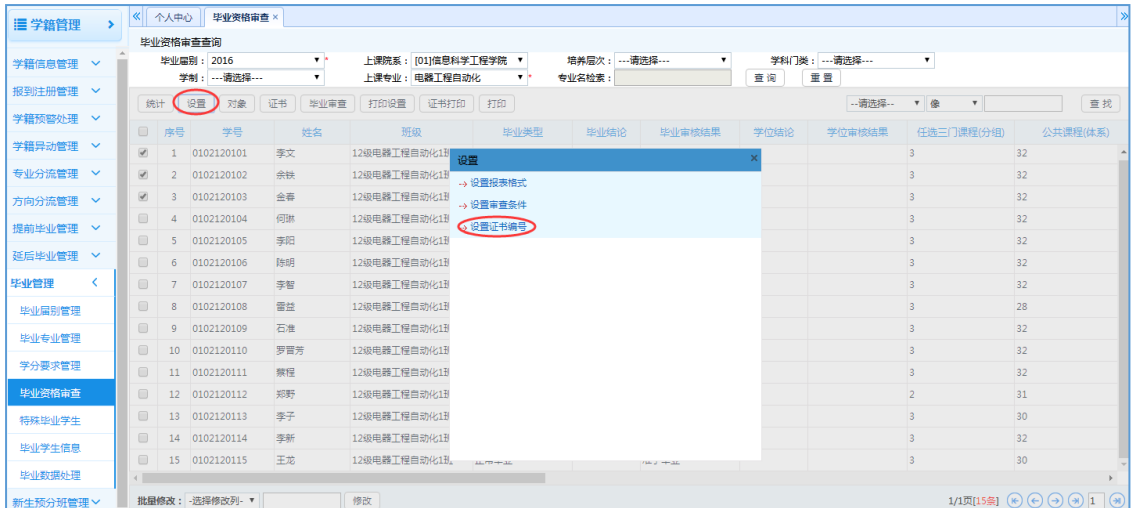 学籍管理
个人中心 毕业资格审查 ×
毕业资格审查查询
毕业届别：2016 * 上课院系：[01]信息科学工程学院 培养层次：---请选择--- 学科门类：---请选择---
学制：---请选择--- 上课专业：电器工程自动化 * 专业名检索： 查询 重置
统计 设置 对象 证书 毕业审查 打印设置 证书打印 打印 --请选择-- 像 查找
序号 学号 姓名 班级 毕业类型 毕业结论 毕业审核结果 学位结论 学位审核结果 任选三门课程(分组) 公共课程(体系)
1 0102120101 李文 12级电器工程自动化1班 3 32
2 0102120102 余铁 12级电器工程自动化1班 3 32
3 0102120103 金春 12级电器工程自动化1班 3 32
4 0102120104 何琳 12级电器工程自动化1班 3 32
5 0102120105 李阳 12级电器工程自动化1班 3 32
6 0102120106 陈明 12级电器工程自动化1班 3 32
7 0102120107 李智 12级电器工程自动化1班 3 32
8 0102120108 雷益 12级电器工程自动化1班 3 28
9 0102120109 石准 12级电器工程自动化1班 3 32
10 0102120110 罗晋芳 12级电器工程自动化1班 3 32
11 0102120111 蔡程 12级电器工程自动化1班 3 32
12 0102120112 郑野 12级电器工程自动化1班 2 31
13 0102120113 李子 12级电器工程自动化1班 3 30
14 0102120114 李新 12级电器工程自动化1班 3 32
15 0102120115 王龙 12级电器工程自动化1班 3 30
设置 ×
设置报表格式
设置审查条件
设置证书编号
学籍信息管理
报到注册管理
学籍预警处理
学籍异动管理
专业分流管理
方向分流管理
提前毕业管理
延后毕业管理
毕业管理
毕业届别管理
毕业专业管理
学分要求管理
毕业资格审查
特殊毕业学生
毕业学生信息
毕业数据处理
新生预分班管理
批量修改：-选择修改列- 修改 1/1页[15条] 1